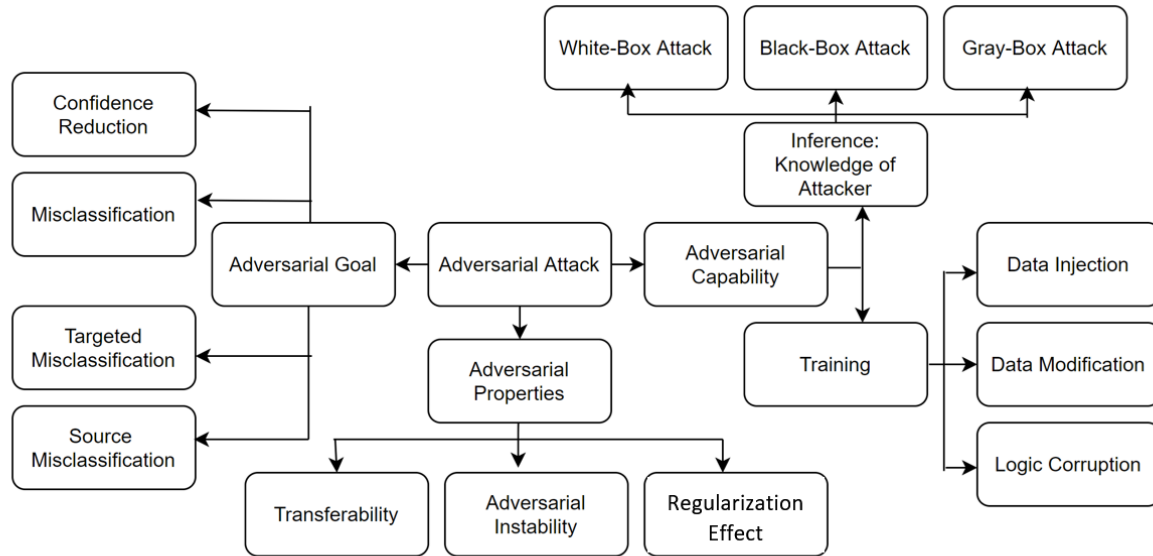 White-Box Attack
Black-Box Attack
Gray-Box Attack
Confidence
Reduction
Inference:
Knowledge of
Attacker
Misclassification
Adversarial Goal
Adversarial Attack
Adversarial
Capability
Data Injection
Targeted
Misclassification
Adversarial
Properties
Training
Data Modification
Source
Misclassification
Logic Corruption
Transferability
Adversarial
Instability
Regularization
Effect